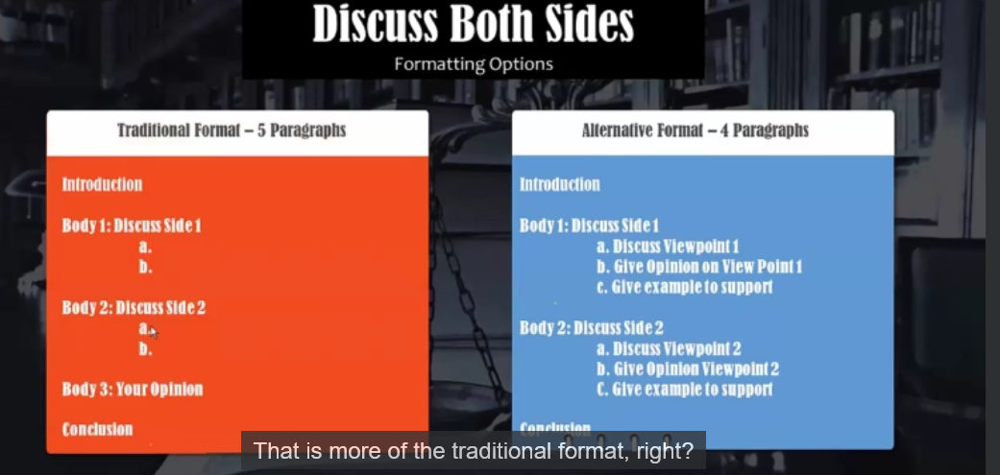 Discuss Both Sides
Formatting Options
Traditional Format – 5 Paragraphs
Introduction
Body 1: Discuss Side 1
a.
b.
Body 2: Discuss Side 2
a.
b.
Body 3: Your Opinion
Conclusion
Alternative Format – 4 Paragraphs
Introduction
Body 1: Discuss Side 1
a. Discuss Viewpoint 1
b. Give Opinion on View Point 1
c. Give example to support
Body 2: Discuss Side 2
a. Discuss Viewpoint 2
b. Give Opinion Viewpoint 2
C. Give example to support
Conclusion
That is more of the traditional format, right?